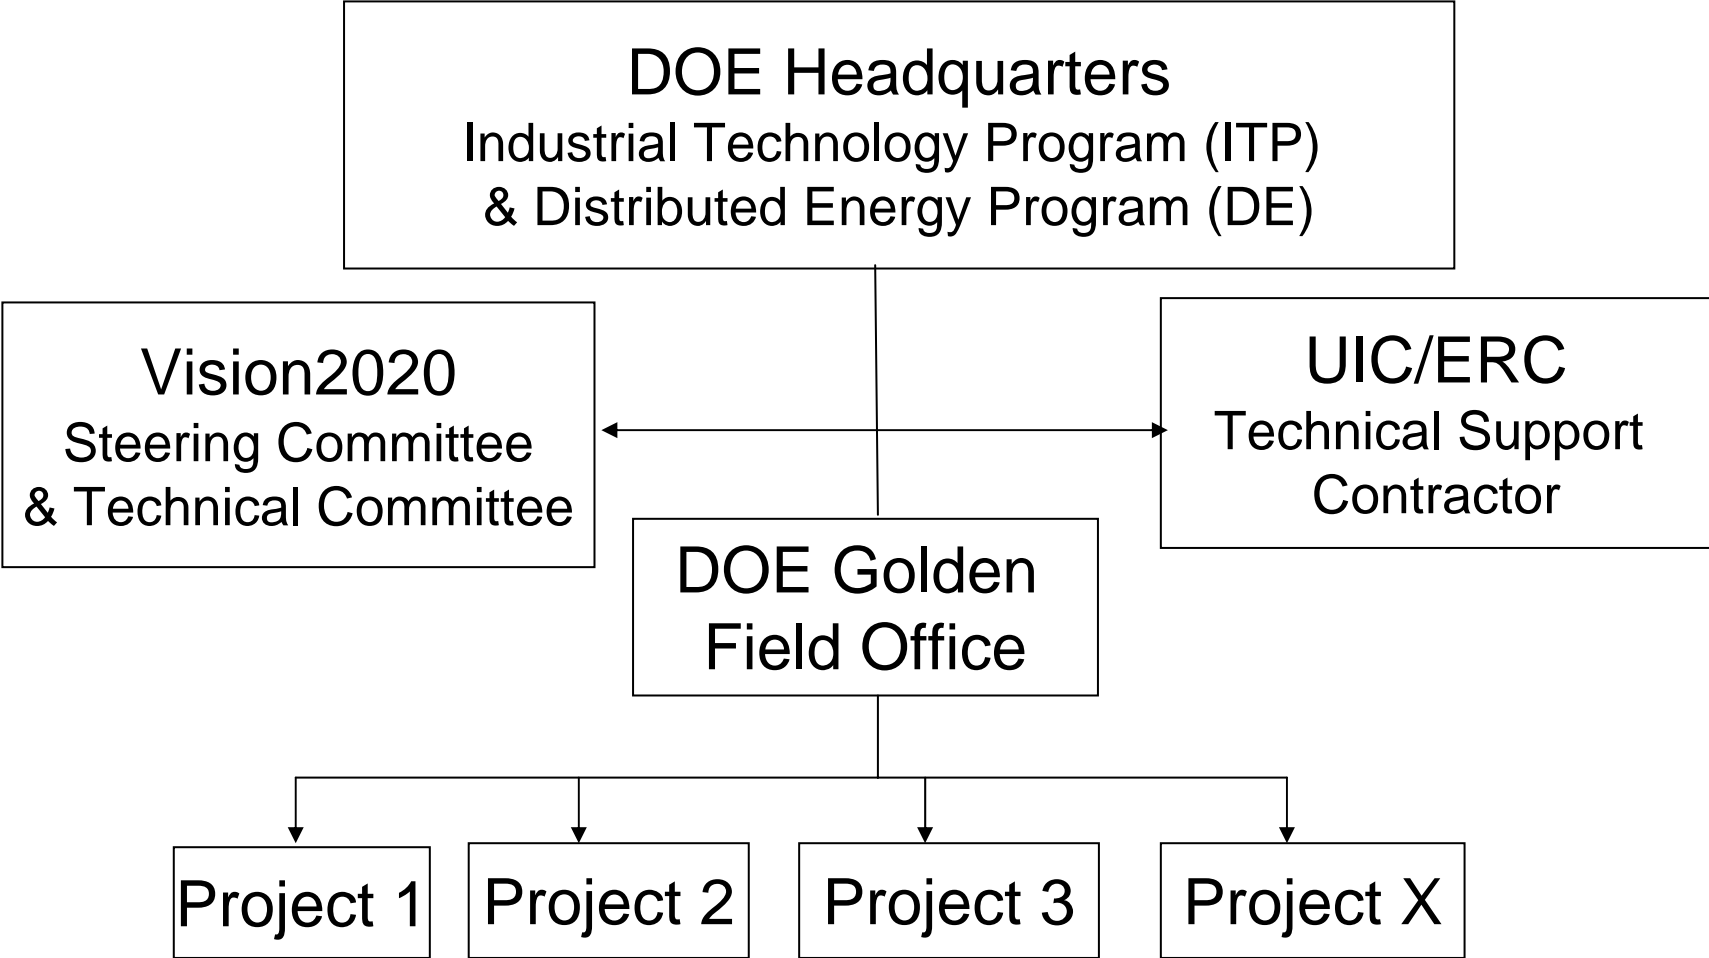 DOE Headquarters
Industrial Technology Program (ITP)
& Distributed Energy Program (DE)
Vision2020
Steering Committee
& Technical Committee
UIC/ERC
Technical Support
Contractor
DOE Golden
Field Office
Project 1
Project 2
Project 3
Project X